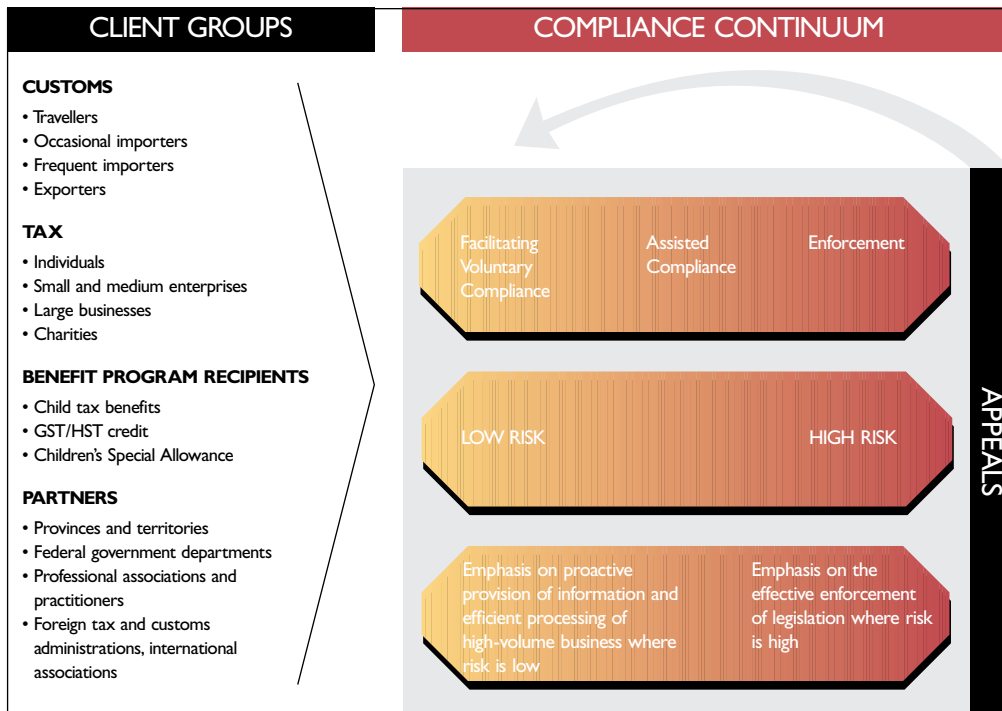 CLIENT GROUPS
CUSTOMS
• Travellers
• Occasional importers
• Frequent importers
• Exporters
TAX
• Individuals
• Small and medium enterprises
• Large businesses
• Charities
BENEFIT PROGRAM RECIPIENTS
• Child tax benefits
• GST/HST credit
• Children's Special Allowance
PARTNERS
• Provinces and territories
• Federal government departments
• Professional associations and
practitioners
• Foreign tax and customs
administrations, international
associations
COMPLIANCE CONTINUUM
Facilitating
Voluntary
Compliance
Assisted
Compliance
Enforcement
LOW RISK
HIGH RISK
Emphasis on proactive
provision of information and
efficient processing of
high-volume business where
risk is low
Emphasis on the
effective enforcement
of legislation where risk
is high
APPEALS